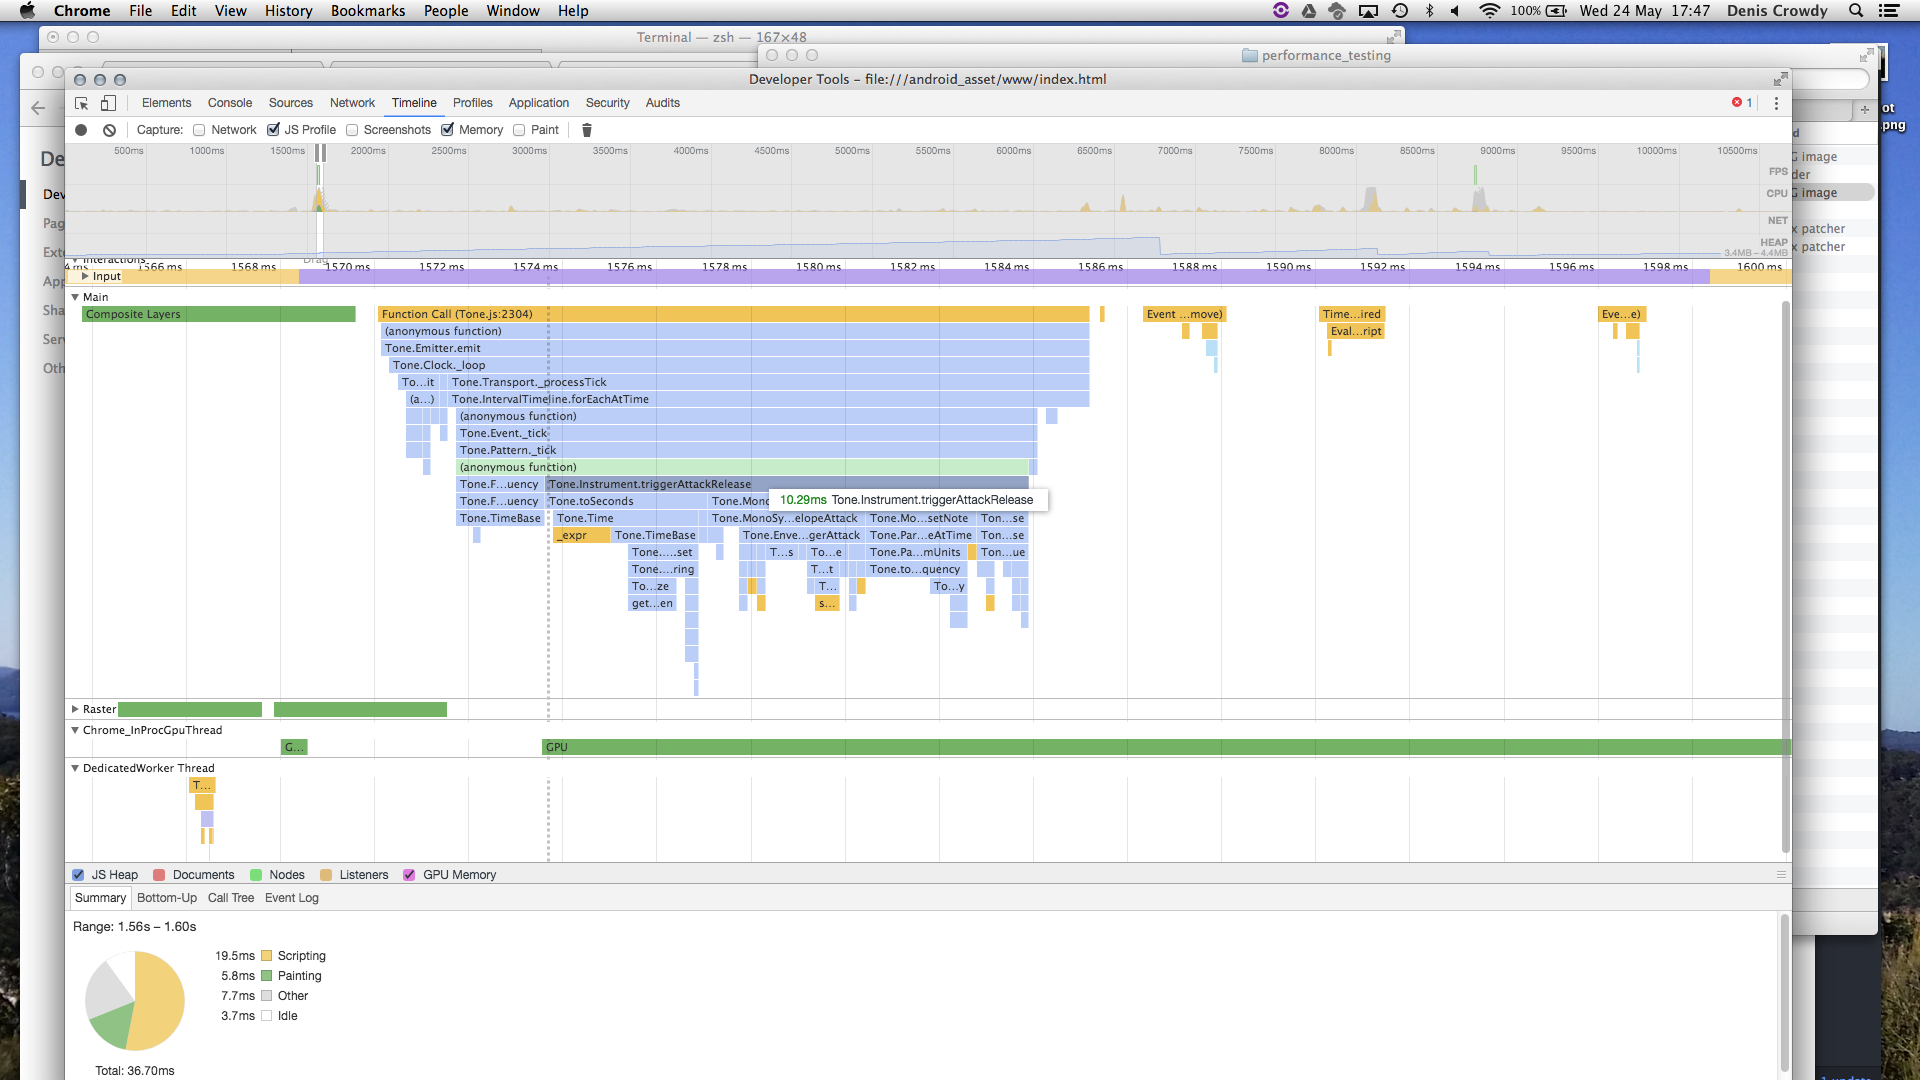 Chrome File Edit View History Bookmarks People Window Help 100% Wed 24 May 17:47 Denis Crowdy
Terminal — zsh — 167×48
performance_testing
Developer Tools - file:///android_asset/www/index.html
Elements Console Sources Network Timeline Profiles Application Security Audits 1
Capture: Network JS Profile Screenshots Memory Paint
500ms 1000ms 1500ms 2000ms 2500ms 3000ms 3500ms 4000ms 4500ms 5000ms 5500ms 6000ms 6500ms 7000ms 7500ms 8000ms 8500ms 9000ms 9500ms 10000ms 10500ms
FPS
CPU
NET
HEAP
3.4MB – 4.4MB
Interactions
1566 ms 1568 ms 1570 ms 1572 ms 1574 ms 1576 ms 1578 ms 1580 ms 1582 ms 1584 ms 1586 ms 1588 ms 1590 ms 1592 ms 1594 ms 1596 ms 1598 ms 1600 ms
Input
Main
Composite Layers Function Call (Tone.js:2304) Event ...move) Time...ired Eve...e)
(anonymous function) Eval...ript
Tone.Emitter.emit
Tone.Clock._loop
To...it Tone.Transport._processTick
(a...) Tone.IntervalTimeline.forEachAtTime
(anonymous function)
Tone.Event._tick
Tone.Pattern._tick
(anonymous function)
Tone.F...uency Tone.Instrument.triggerAttackRelease
10.29ms Tone.Instrument.triggerAttackRelease
Tone.F...uency Tone.toSeconds Tone.Mono
Tone.TimeBase Tone.Time Tone.MonoSy...elopeAttack Tone.Mo...setNote Ton...se
_expr Tone.TimeBase Tone.Enve...gerAttack Tone.Par...eAtTime Ton...se
Tone.....set T...s To...e Tone.Pa...mUnits Ton...ue
Tone....ring T...t Tone.to...quency
To...ze T... To...y
get...en s...
Raster
Chrome_InProcGpuThread
G... GPU
DedicatedWorker Thread
T...
JS Heap Documents Nodes Listeners GPU Memory
Summary Bottom-Up Call Tree Event Log
Range: 1.56s – 1.60s
19.5ms Scripting
5.8ms Painting
7.7ms Other
3.7ms Idle
Total: 36.70ms
De
Dev
Pag
Exte
App
Sha
Serv
Oth
ot
.png
d
G image
der
G image
x patcher
x patcher